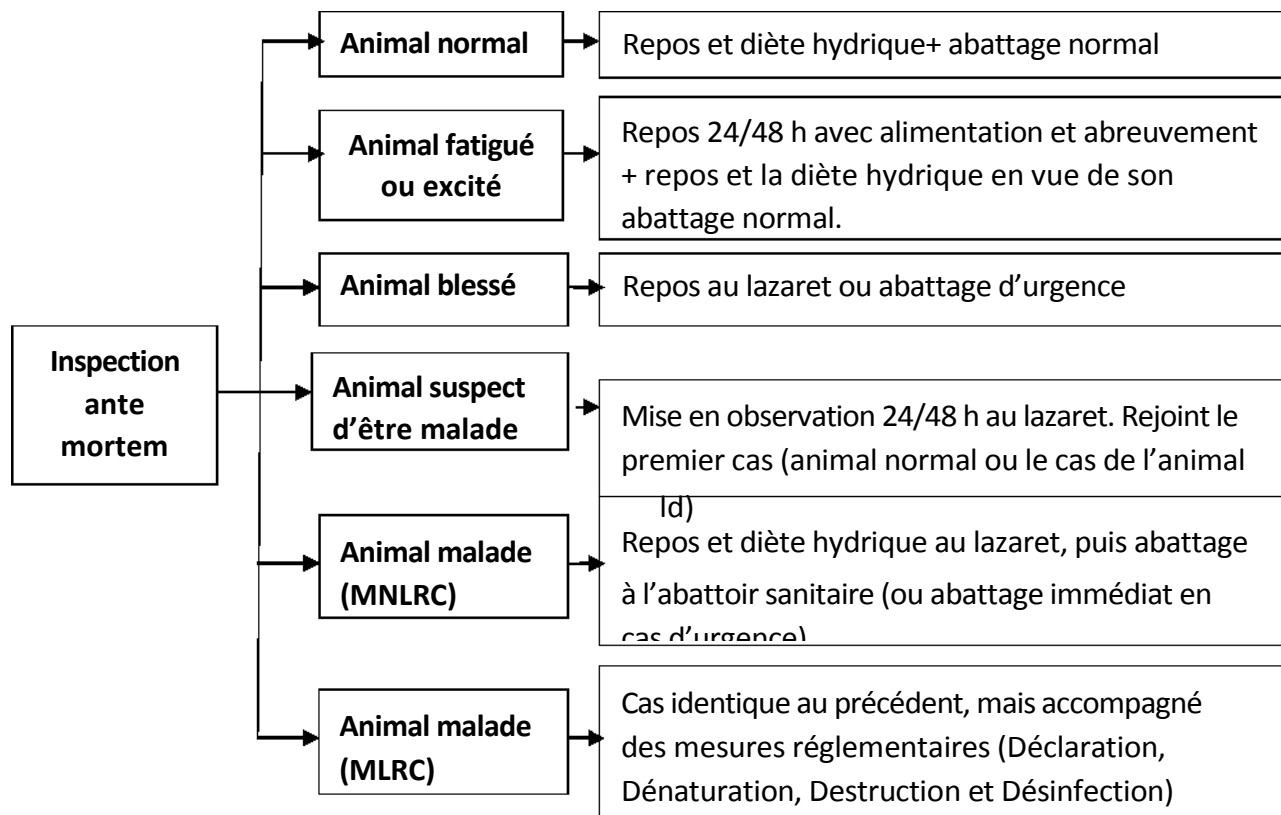 Inspection
ante
mortem
Animal normal
Repos et diète hydrique+ abattage normal
Animal fatigué
ou excité
Repos 24/48 h avec alimentation et abreuvement
+ repos et la diète hydrique en vue de son
abattage normal.
Animal blessé
Repos au lazaret ou abattage d’urgence
Animal suspect
d’être malade
Mise en observation 24/48 h au lazaret. Rejoint le
premier cas (animal normal ou le cas de l’animal
ld)
Animal malade
(MNLRC)
Repos et diète hydrique au lazaret, puis abattage
à l’abattoir sanitaire (ou abattage immédiat en
cas d’urgence)
Animal malade
(MLRC)
Cas identique au précédent, mais accompagné
des mesures réglementaires (Déclaration,
Dénaturation, Destruction et Désinfection)